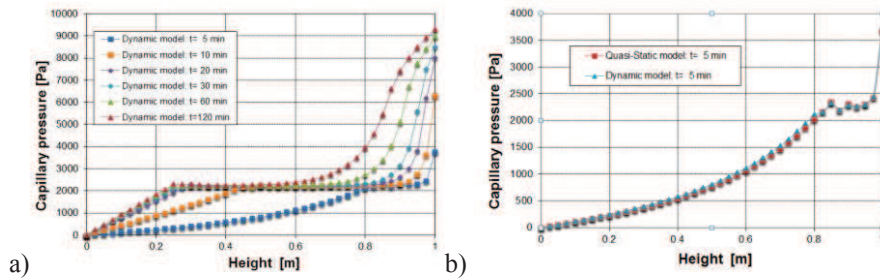 10000
9000
8000
7000
6000
5000
4000
3000
2000
1000
0
Capillary pressure [Pa]
Dynamic model: t= 5 min
Dynamic model: t= 10 min
Dynamic model: t= 20 min
Dynamic model: t= 30 min
Dynamic model: t= 60 min
Dynamic model: t=120 min
0 0.2 0.4 0.6 0.8 1
Height [m]
a)
4000
3500
3000
2500
2000
1500
1000
500
0
Capillary pressure [Pa]
Quasi-Static model: t= 5 min
Dynamic model: t= 5 min
0 0.2 0.4 0.6 0.8 1
Height [m]
b)